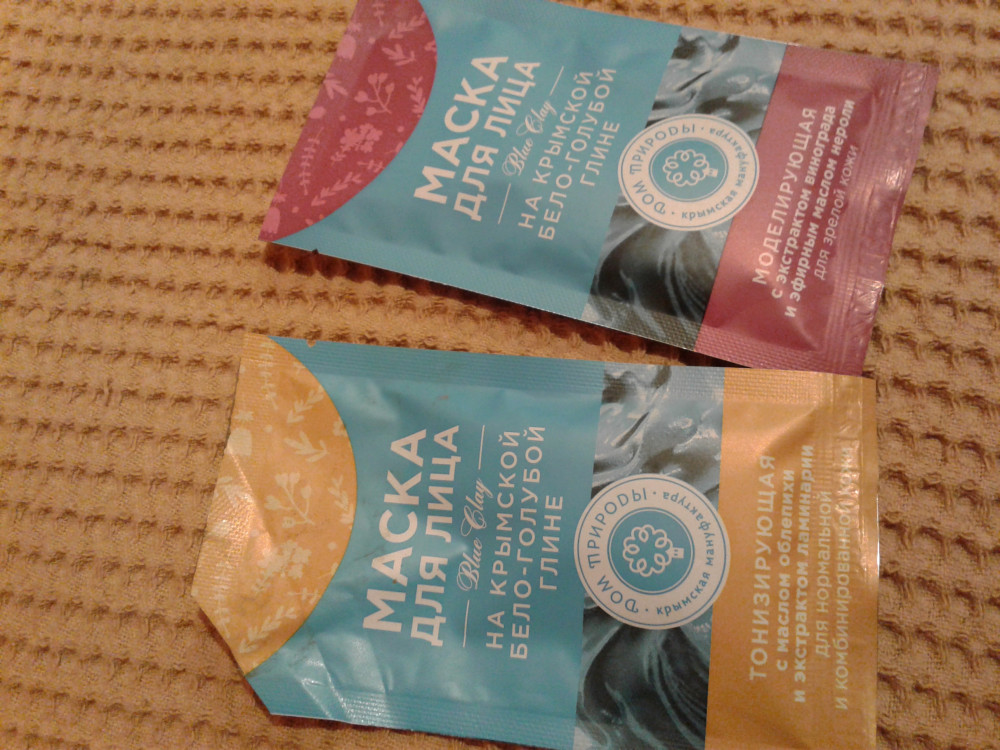 МАСКА
ДЛЯ ЛИЦА
Blue Clay
НА КРЫМСКОЙ
БЕЛО-ГОЛУБОЙ
ГЛИНЕ
ДОМ ПРИРОДЫ
крымская мануфактура
МОДЕЛИРУЮЩАЯ
с экстрактом винограда
и эфирным маслом нероли
для зрелой кожи
МАСКА
ДЛЯ ЛИЦА
Blue Clay
НА КРЫМСКОЙ
БЕЛО-ГОЛУБОЙ
ГЛИНЕ
ДОМ ПРИРОДЫ
крымская мануфактура
ТОНИЗИРУЮЩАЯ
с маслом облепихи
и экстрактом ламинарии
для нормальной
и комбинированной кожи